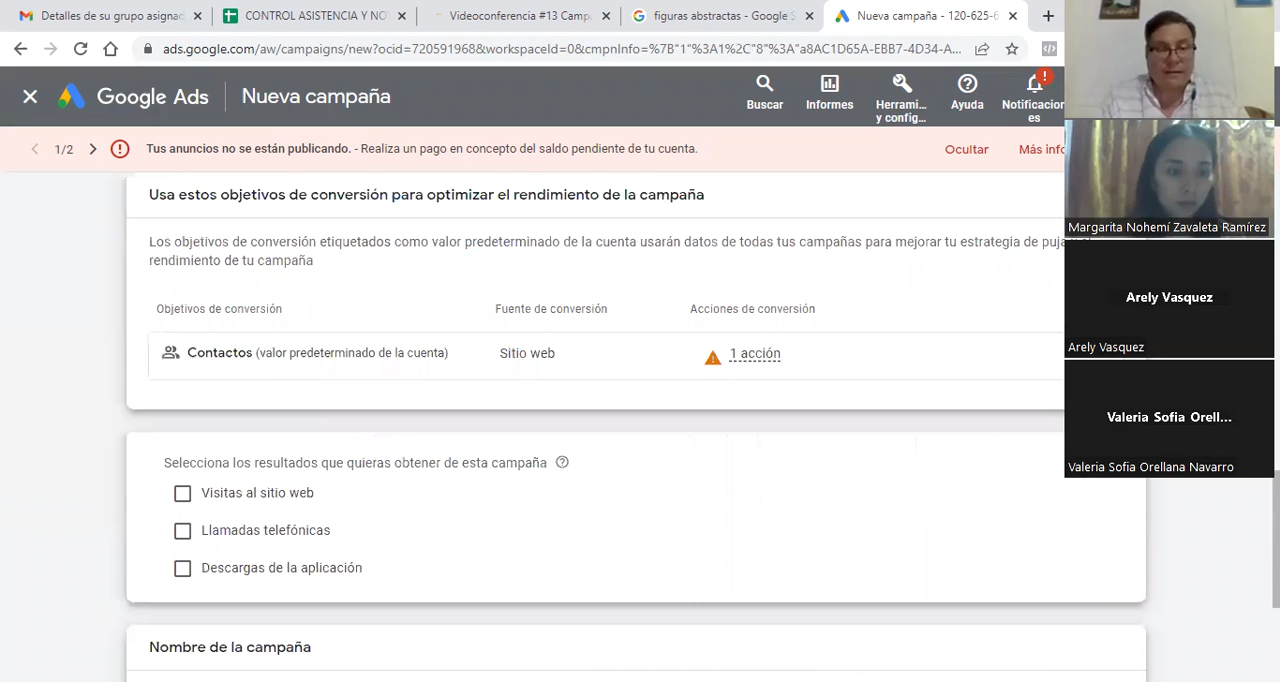 Detalles de su grupo asignad
CONTROL ASISTENCIA Y NO
Videoconferencia #13 Camp
figuras abstractas - Google S
Nueva campaña - 120-625-6
ads.google.com/aw/campaigns/new?ocid=720591968&workspaceId=0&cmpnInfo=%7B"1"%3A1%2C"8"%3A"a8AC1D65A-EBB7-4D34-A...
Google Ads
Nueva campaña
Buscar
Informes
Herrami... y config...
Ayuda
Notificacion es
1/2
Tus anuncios no se están publicando. - Realiza un pago en concepto del saldo pendiente de tu cuenta.
Ocultar
Más info
Usa estos objetivos de conversión para optimizar el rendimiento de la campaña
Los objetivos de conversión etiquetados como valor predeterminado de la cuenta usarán datos de todas tus campañas para mejorar tu estrategia de puja y el
rendimiento de tu campaña
Objetivos de conversión
Fuente de conversión
Acciones de conversión
Contactos (valor predeterminado de la cuenta)
Sitio web
1 acción
Selecciona los resultados que quieras obtener de esta campaña
Visitas al sitio web
Llamadas telefónicas
Descargas de la aplicación
Nombre de la campaña
Margarita Nohemí Zavaleta Ramírez
Arely Vasquez
Arely Vasquez
Valeria Sofia Orell...
Valeria Sofia Orellana Navarro